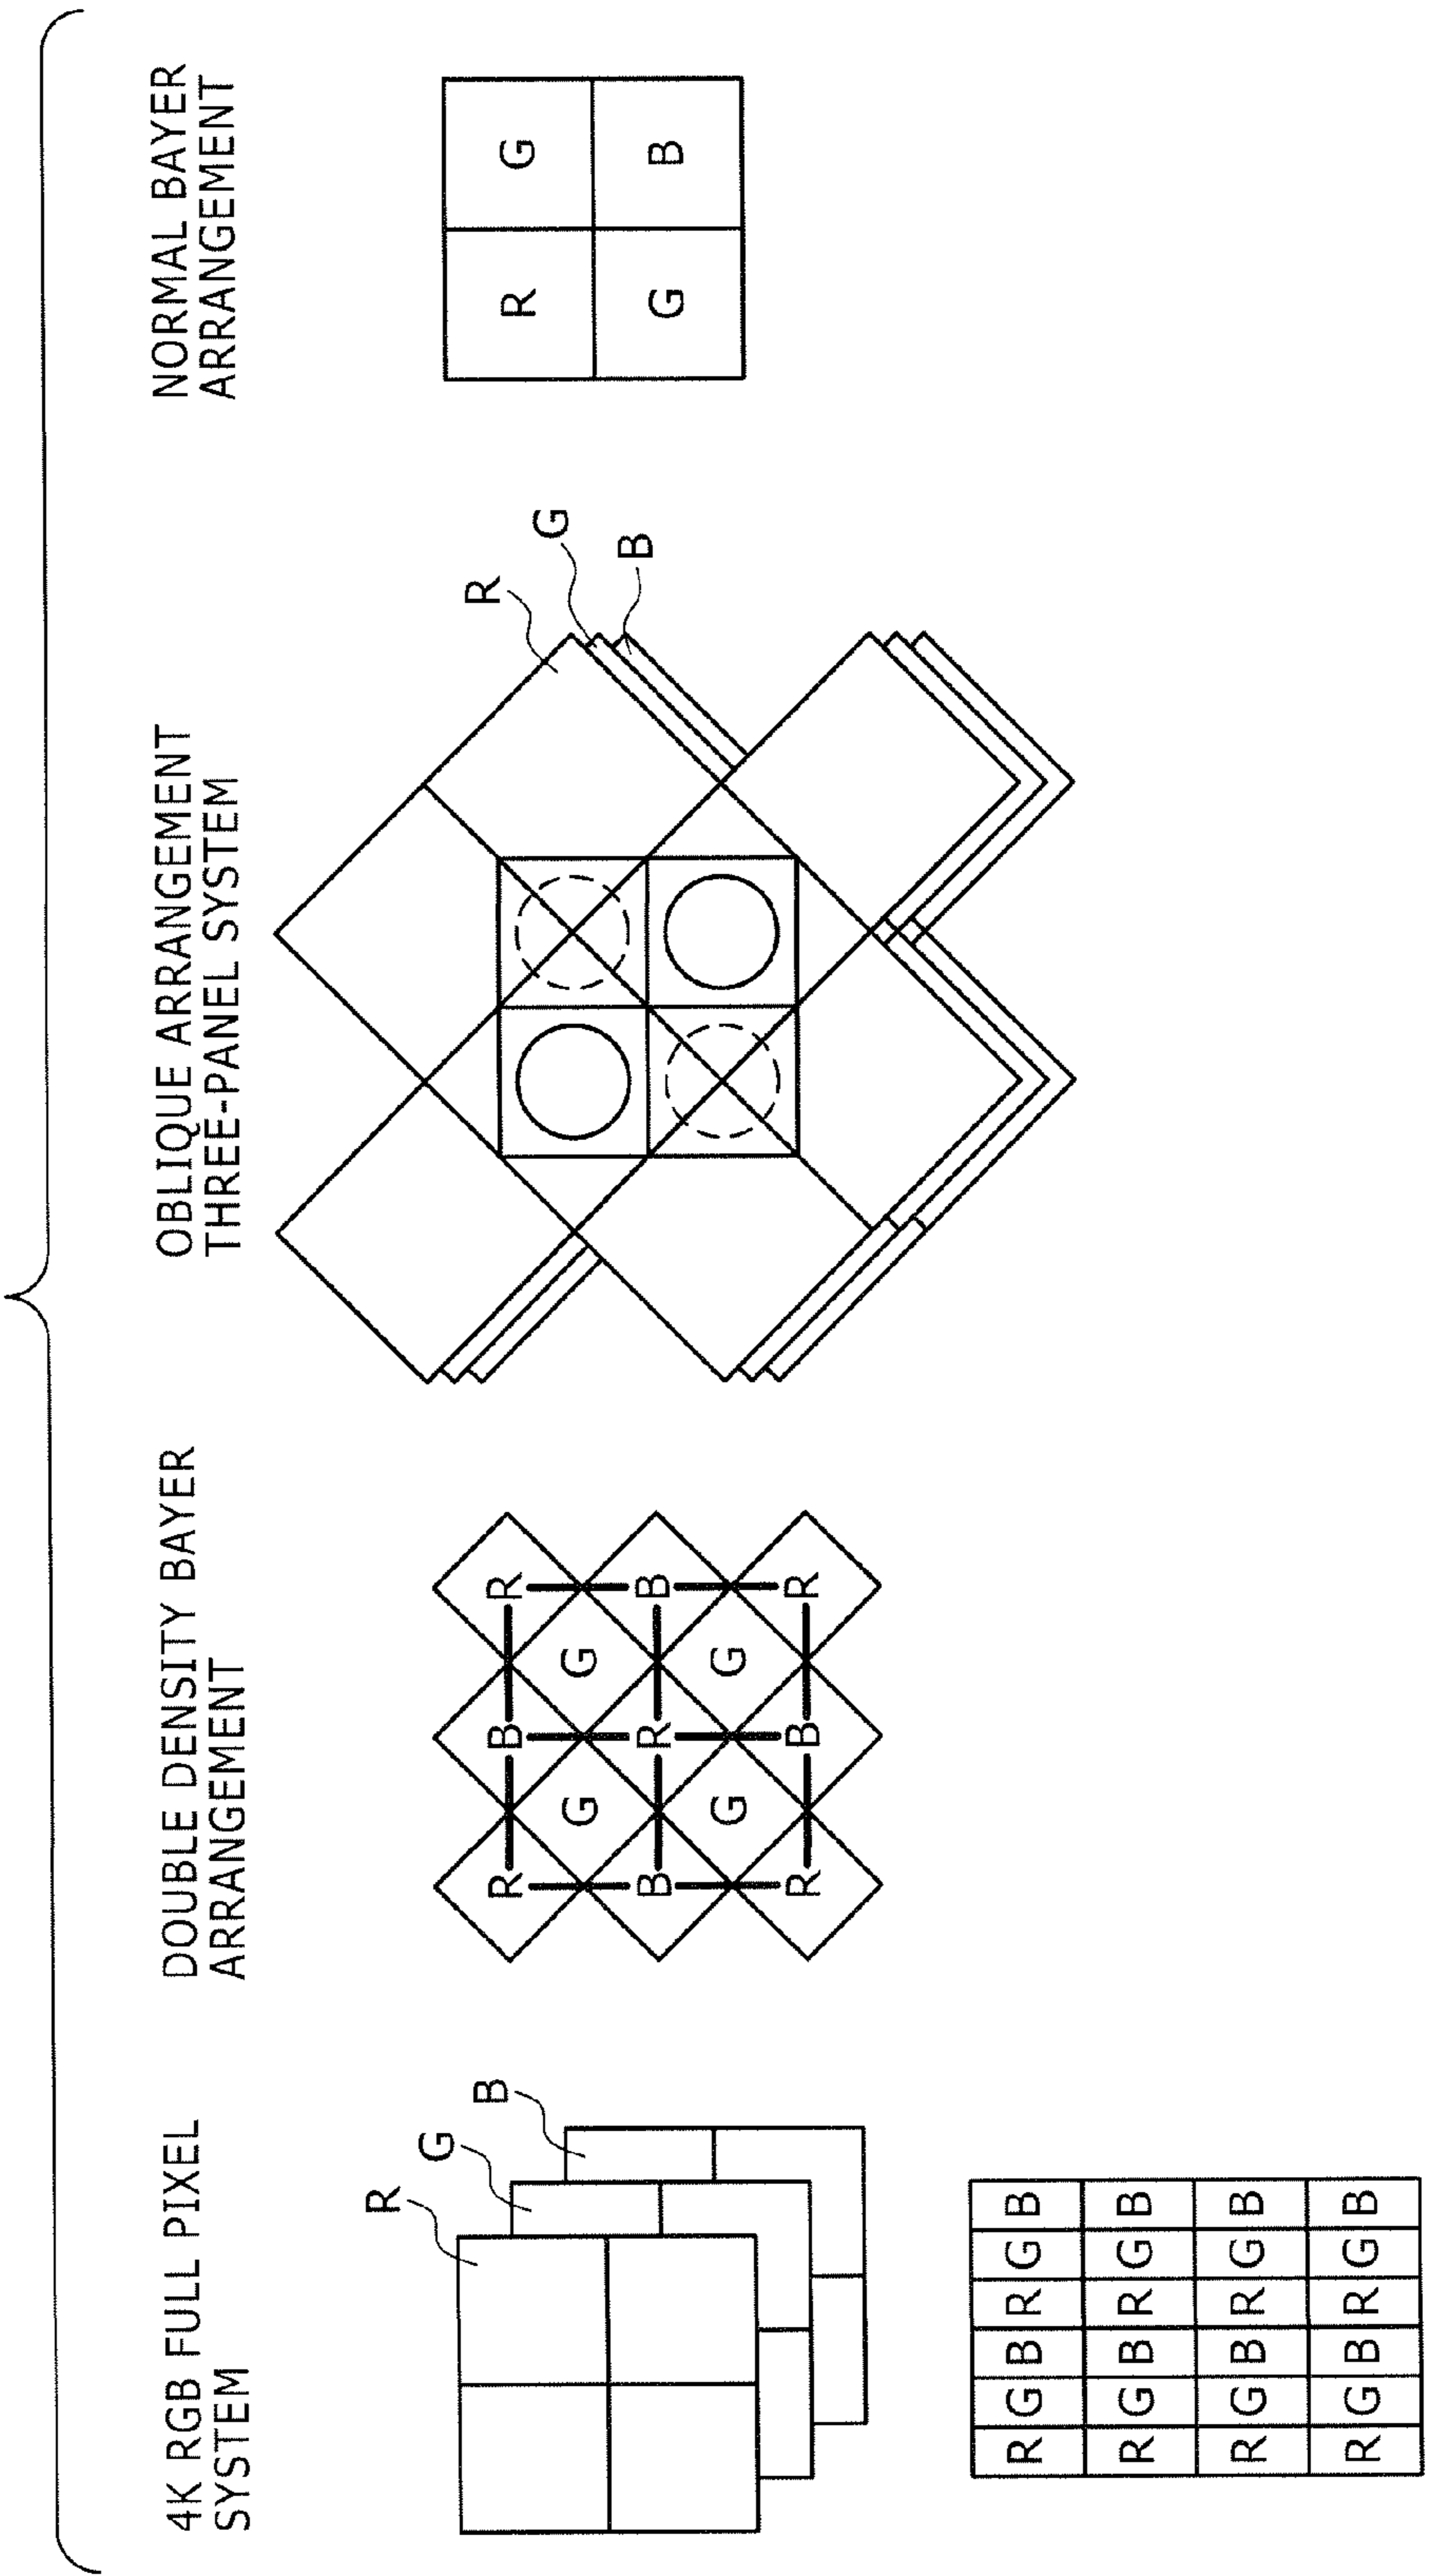 4K RGB FULL PIXEL
SYSTEM
R
G
B
R G B R G B
R G B R G B
R G B R G B
R G B R G B
DOUBLE DENSITY BAYER
ARRANGEMENT
R B R
G G
B R B
G G
R B R
OBLIQUE ARRANGEMENT
THREE-PANEL SYSTEM
R
G
B
NORMAL BAYER
ARRANGEMENT
R G
G B